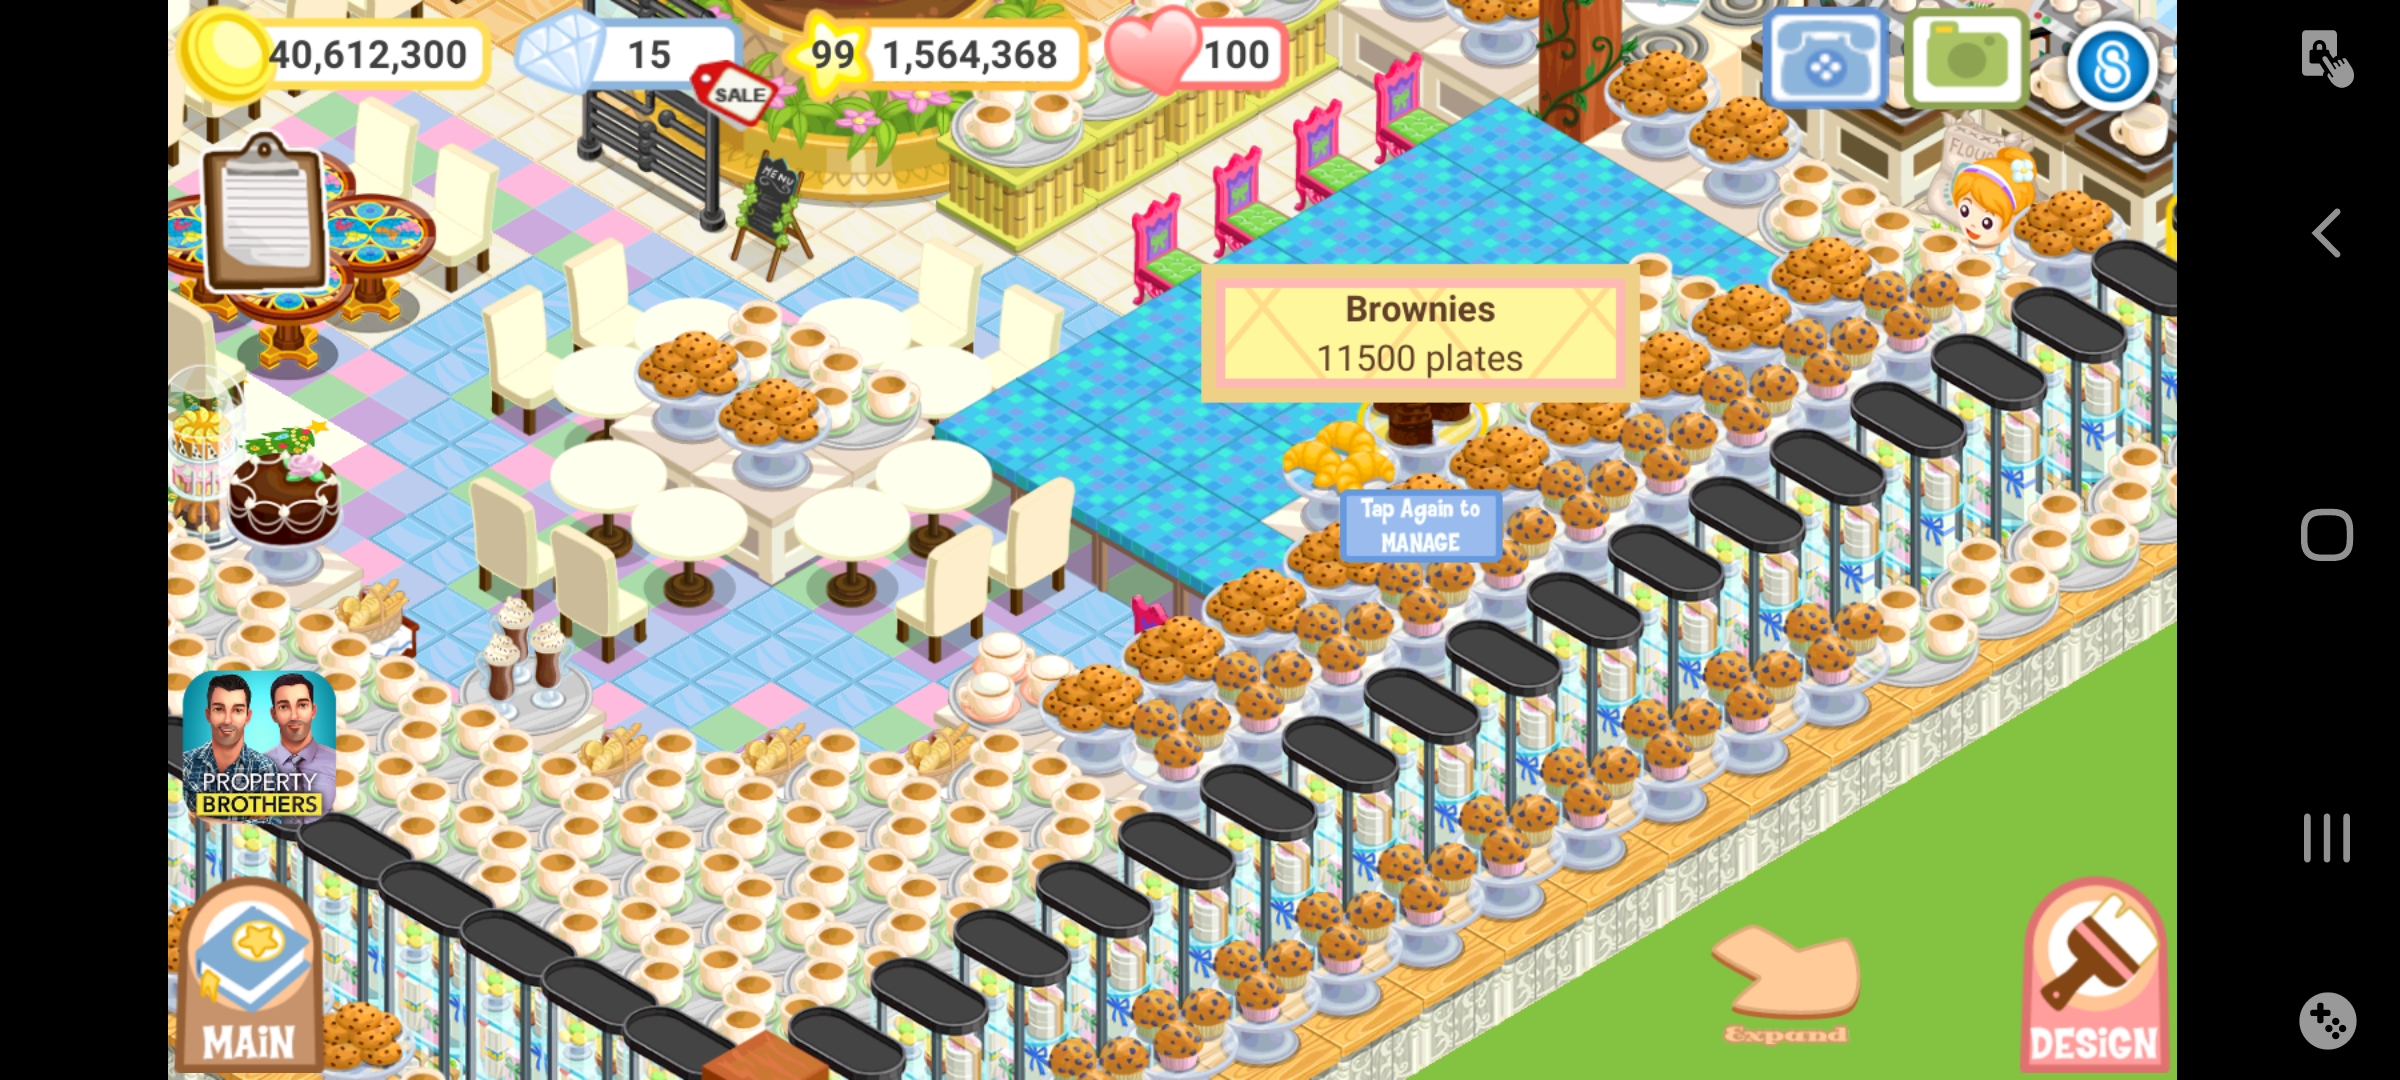 40,612,300
15
99 1,564,368
100
SALE
MENU
FLOUR
Brownies
11500 plates
Tap Again to
MANAGE
PROPERTY
BROTHERS
MAiN
Expand
DESiGN